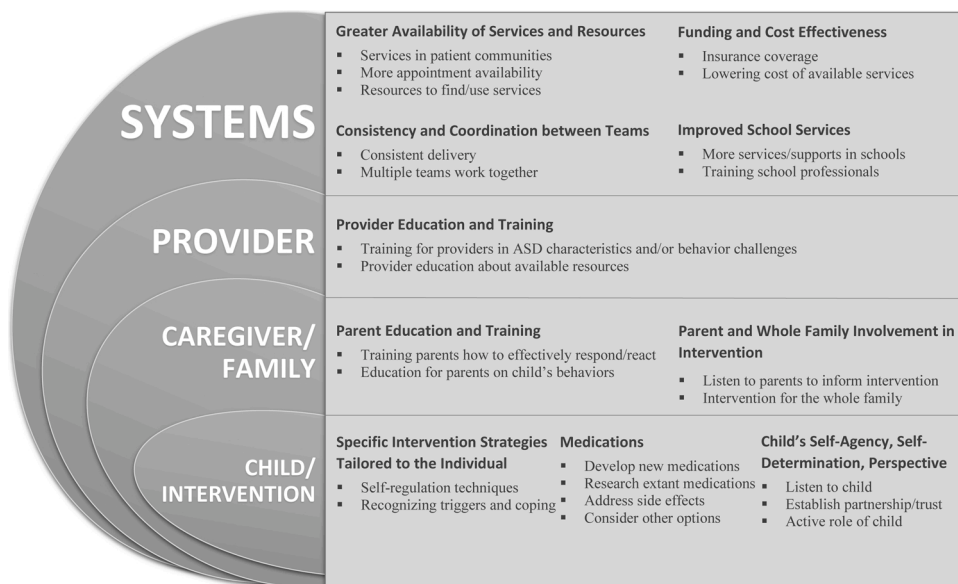 SYSTEMS
Greater Availability of Services and Resources
▪ Services in patient communities
▪ More appointment availability
▪ Resources to find/use services
Funding and Cost Effectiveness
▪ Insurance coverage
▪ Lowering cost of available services
Consistency and Coordination between Teams
▪ Consistent delivery
▪ Multiple teams work together
Improved School Services
▪ More services/supports in schools
▪ Training school professionals
PROVIDER
Provider Education and Training
▪ Training for providers in ASD characteristics and/or behavior challenges
▪ Provider education about available resources
CAREGIVER/
FAMILY
Parent Education and Training
▪ Training parents how to effectively respond/react
▪ Education for parents on child’s behaviors
Parent and Whole Family Involvement in
Intervention
▪ Listen to parents to inform intervention
▪ Intervention for the whole family
CHILD/
INTERVENTION
Specific Intervention Strategies
Tailored to the Individual
▪ Self-regulation techniques
▪ Recognizing triggers and coping
Medications
▪ Develop new medications
▪ Research extant medications
▪ Address side effects
▪ Consider other options
Child’s Self-Agency, Self-
Determination, Perspective
▪ Listen to child
▪ Establish partnership/trust
▪ Active role of child